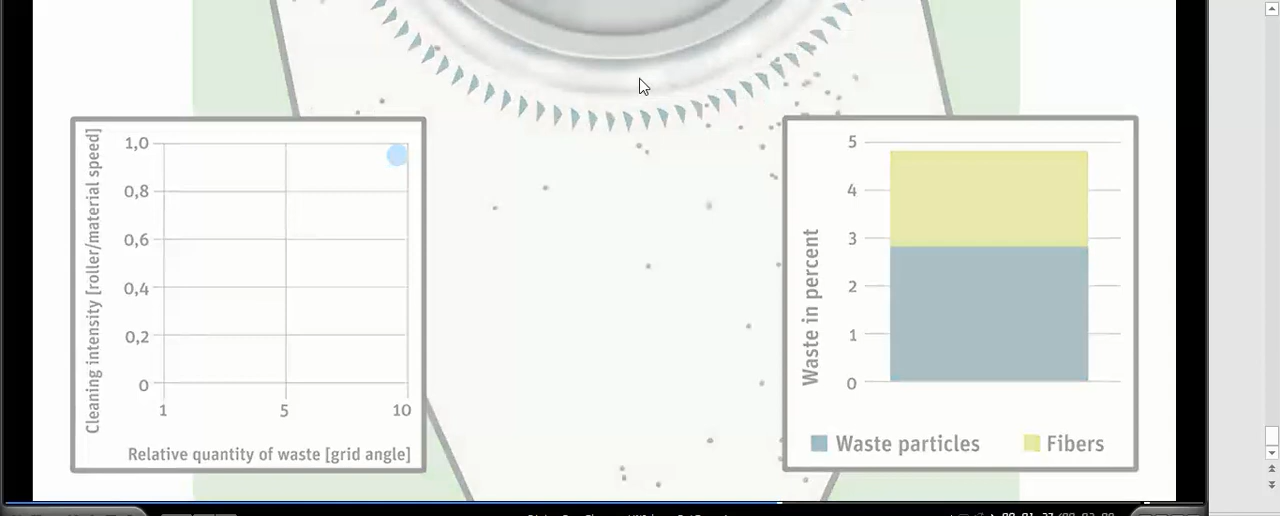 Cleaning intensity [roller/material speed]
1,0
0,8
0,6
0,4
0,2
0
1 5 10
Relative quantity of waste [grid angle]
Waste in percent
5
4
3
2
1
0
Waste particles Fibers